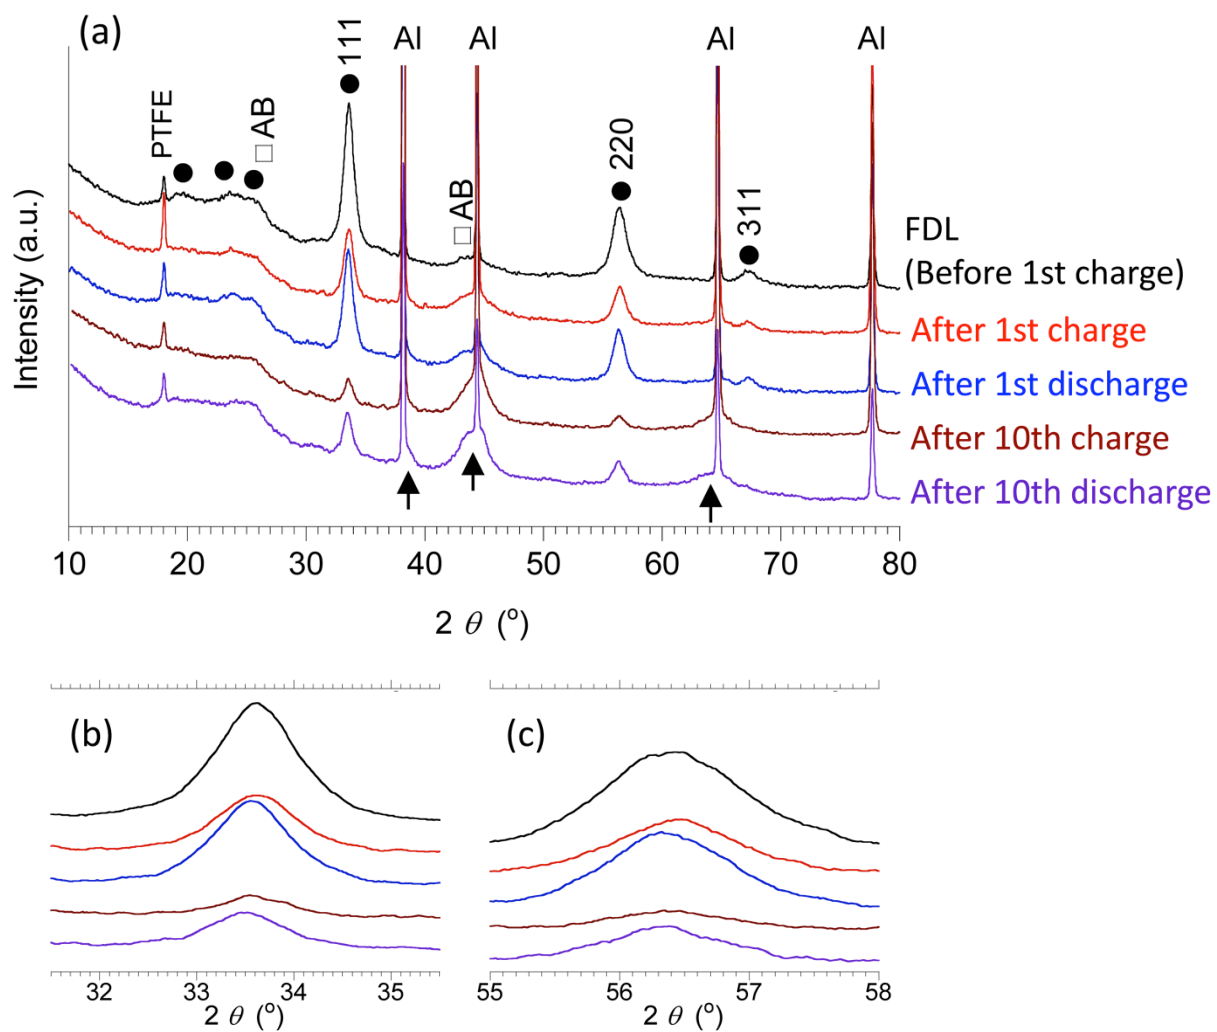 (a)
Al
Al
Al
Al
PTFE
□AB
111
□AB
220
311
Intensity (a.u.)
FDL
(Before 1st charge)
After 1st charge
After 1st discharge
After 10th charge
After 10th discharge
10 20 30 40 50 60 70 80
2 θ (°)
(b)
32 33 34 35
2 θ (°)
(c)
55 56 57 58
2 θ (°)